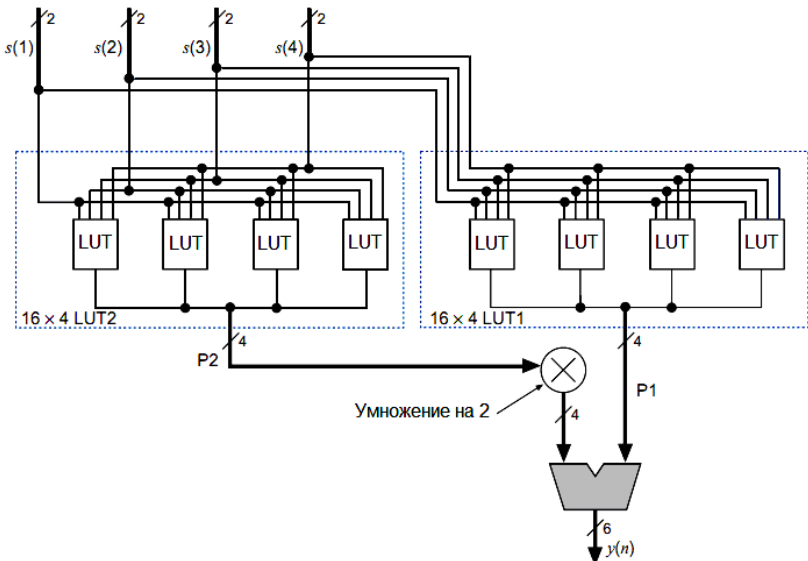 2 2 2 2
s(1) s(2) s(3) s(4)
LUT LUT LUT LUT LUT LUT LUT LUT
16 × 4 LUT2 16 × 4 LUT1
4 4
P2
P1
Умножение на 2
4
6
y(n)